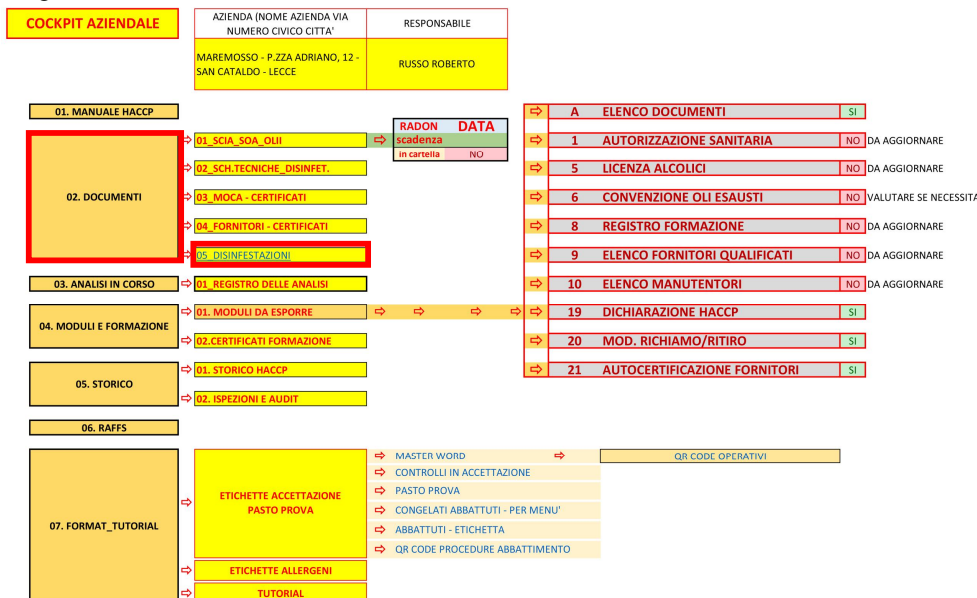 COCKPIT AZIENDALE
AZIENDA (NOME AZIENDA VIA
NUMERO CIVICO CITTA'
RESPONSABILE
MAREMOSSO - P.ZZA ADRIANO, 12 -
SAN CATALDO - LECCE
RUSSO ROBERTO
01. MANUALE HACCP
A ELENCO DOCUMENTI SI
RADON DATA
scadenza
in cartella NO
02. DOCUMENTI
01_SCIA_SOA_OLII
1 AUTORIZZAZIONE SANITARIA NO DA AGGIORNARE
02_SCH.TECNICHE_DISINFET.
5 LICENZA ALCOLICI NO DA AGGIORNARE
03_MOCA - CERTIFICATI
6 CONVENZIONE OLI ESAUSTI NO VALUTARE SE NECESSITA
04_FORNITORI - CERTIFICATI
8 REGISTRO FORMAZIONE NO DA AGGIORNARE
05_DISINFESTAZIONI
9 ELENCO FORNITORI QUALIFICATI NO DA AGGIORNARE
03. ANALISI IN CORSO
01_REGISTRO DELLE ANALISI
10 ELENCO MANUTENTORI NO DA AGGIORNARE
04. MODULI E FORMAZIONE
01. MODULI DA ESPORRE
19 DICHIARAZIONE HACCP SI
02.CERTIFICATI FORMAZIONE
20 MOD. RICHIAMO/RITIRO SI
05. STORICO
01. STORICO HACCP
21 AUTOCERTIFICAZIONE FORNITORI SI
02. ISPEZIONI E AUDIT
06. RAFFS
07. FORMAT_TUTORIAL
ETICHETTE ACCETTAZIONE
PASTO PROVA
MASTER WORD
QR CODE OPERATIVI
CONTROLLI IN ACCETTAZIONE
PASTO PROVA
CONGELATI ABBATTUTI - PER MENU'
ABBATTUTI - ETICHETTA
QR CODE PROCEDURE ABBATTIMENTO
ETICHETTE ALLERGENI
TUTORIAL